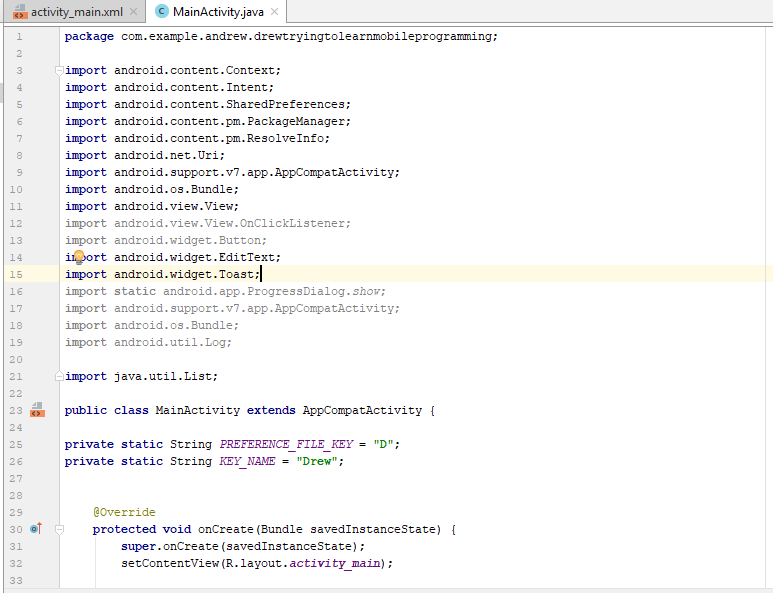 activity_main.xml × C MainActivity.java ×
1 package com.example.andrew.drewtryingtolearnmobileprogramming;
2
3 import android.content.Context;
4 import android.content.Intent;
5 import android.content.SharedPreferences;
6 import android.content.pm.PackageManager;
7 import android.content.pm.ResolveInfo;
8 import android.net.Uri;
9 import android.support.v7.app.AppCompatActivity;
10 import android.os.Bundle;
11 import android.view.View;
12 import android.view.View.OnClickListener;
13 import android.widget.Button;
14 import android.widget.EditText;
15 import android.widget.Toast;
16 import static android.app.ProgressDialog.show;
17 import android.support.v7.app.AppCompatActivity;
18 import android.os.Bundle;
19 import android.util.Log;
20
21 import java.util.List;
22
23 public class MainActivity extends AppCompatActivity {
24
25 private static String PREFERENCE_FILE_KEY = "D";
26 private static String KEY_NAME = "Drew";
27
28
29 @Override
30 protected void onCreate(Bundle savedInstanceState) {
31 super.onCreate(savedInstanceState);
32 setContentView(R.layout.activity_main);
33